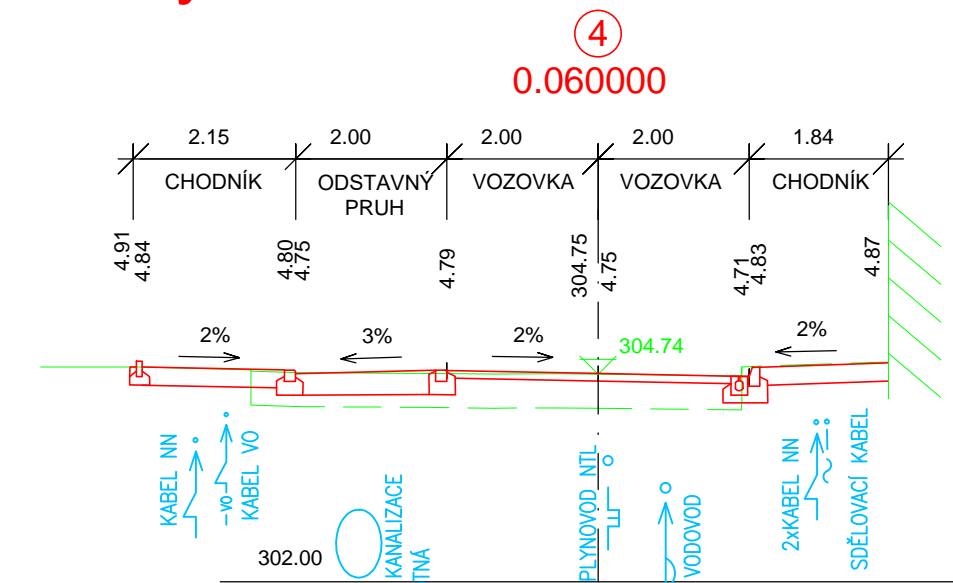 4
0.060000
2.15 2.00 2.00 2.00 1.84
CHODNÍK ODSTAVNÝ VOZOVKA VOZOVKA CHODNÍK
PRUH
4.91 4.84 4.80 4.75 4.79 304.75 4.75 4.71 4.83 4.87
2% 3% 2% 2%
304.74
KABEL NN
-VO-
KABEL VO
KANALIZACE
PLYNOVOD NTL
VODOVOD
2xKABEL NN
SDĚLOVACÍ KABEL
302.00